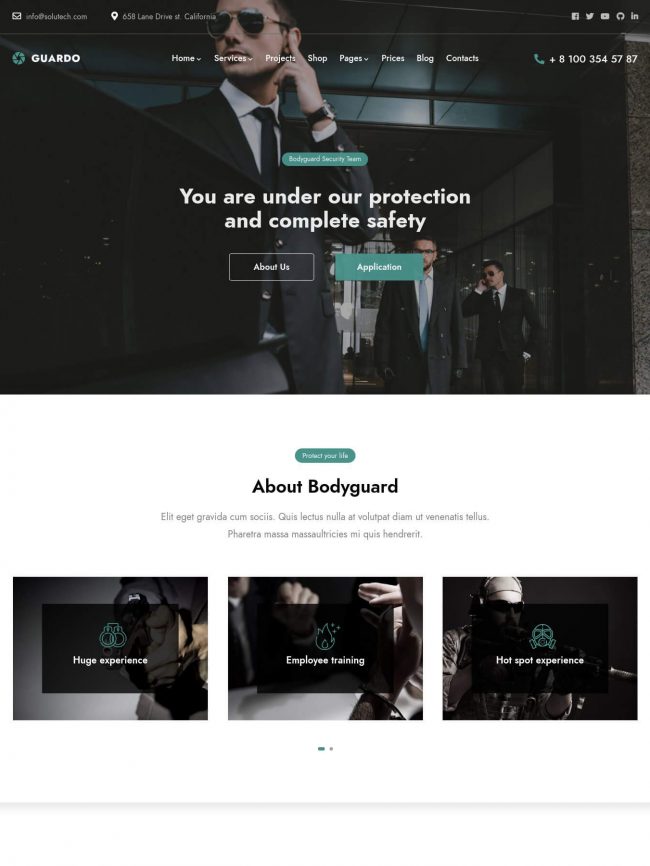 info@solutech.com
658 Lane Drive st. California
GUARDO
Home
Services
Projects
Shop
Pages
Prices
Blog
Contacts
+ 8 100 354 57 87
Bodyguard Security Team
You are under our protection
and complete safety
About Us
Application
Protect your life
About Bodyguard
Elit eget gravida cum sociis. Quis lectus nulla at volutpat diam ut venenatis tellus.
Pharetra massa massaultricies mi quis hendrerit.
Huge experience
Employee training
Hot spot experience